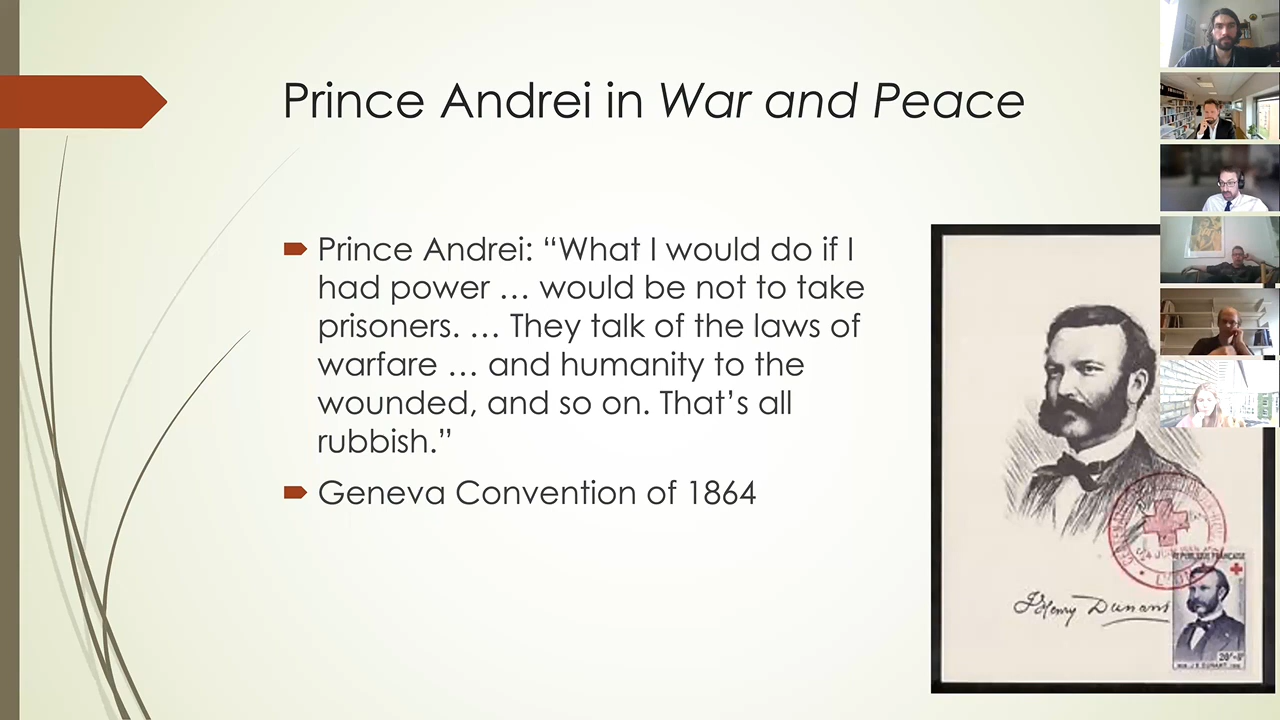 Prince Andrei in War and Peace
Prince Andrei: “What I would do if I
had power … would be not to take
prisoners. … They talk of the laws of
warfare … and humanity to the
wounded, and so on. That’s all
rubbish.”
Geneva Convention of 1864
J Henry Dunant